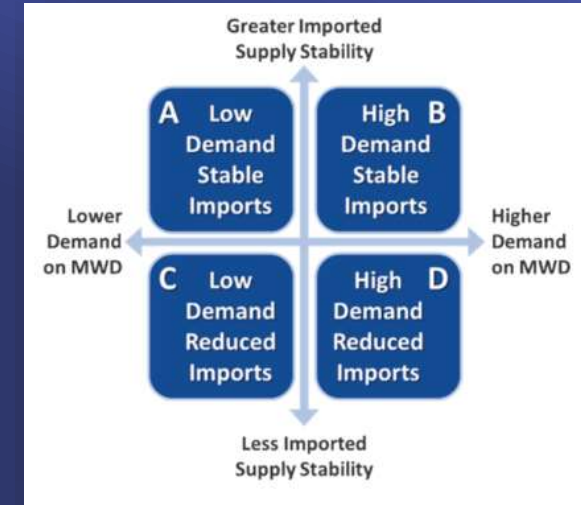 Greater Imported
Supply Stability
A Low
Demand
Stable
Imports
High B
Demand
Stable
Imports
Lower
Demand
on MWD
Higher
Demand
on MWD
C Low
Demand
Reduced
Imports
High D
Demand
Reduced
Imports
Less Imported
Supply Stability